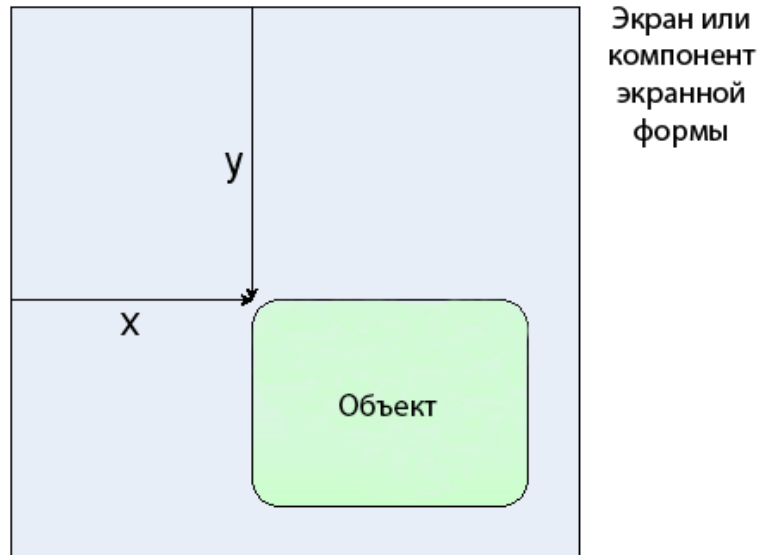 Экран или
компонент
экранной
формы
y
x
Объект